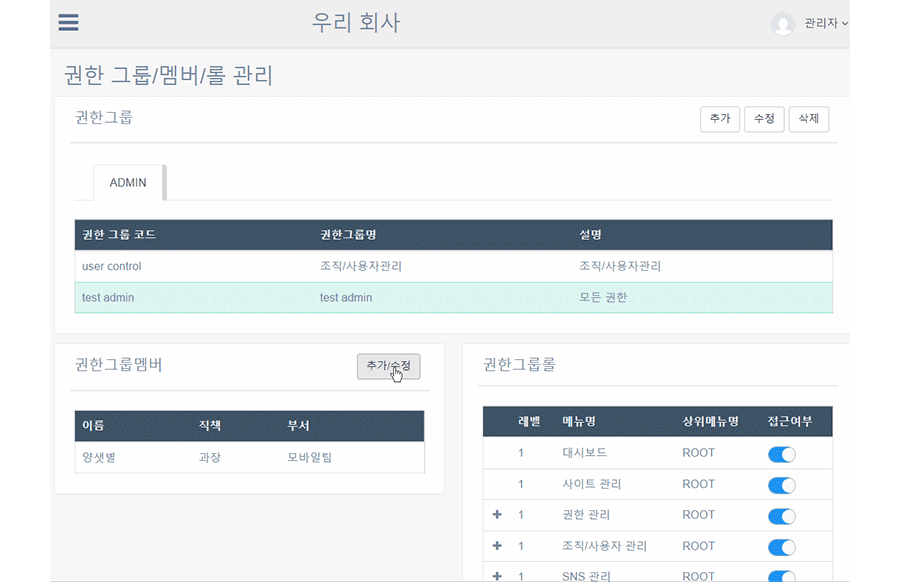 우리 회사
관리자
권한 그룹/멤버/롤 관리
권한그룹
추가 수정 삭제
ADMIN
권한 그룹 코드 권한그룹명 설명
user control 조직/사용자관리 조직/사용자관리
test admin test admin 모든 권한
권한그룹멤버
추가/수정
이름 직책 부서
양샛별 과장 모바일팀
권한그룹롤
레벨 메뉴명 상위메뉴명 접근여부
1 대시보드 ROOT
1 사이트 관리 ROOT
+ 1 권한 관리 ROOT
+ 1 조직/사용자 관리 ROOT
+ 1 SNS 관리 ROOT